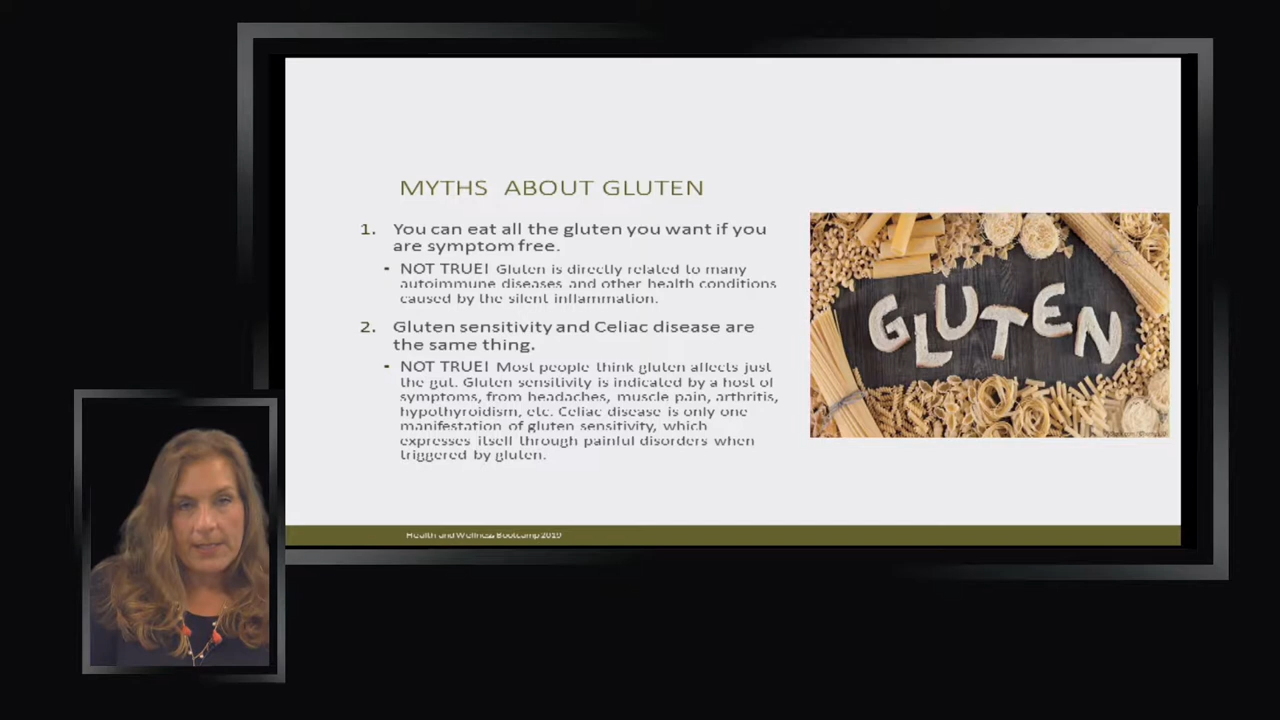 MYTHS ABOUT GLUTEN
1. You can eat all the gluten you want if you
are symptom free.
- NOT TRUE! Gluten is directly related to many
autoimmune diseases and other health conditions
caused by the silent inflammation.
2. Gluten sensitivity and Celiac disease are
the same thing.
- NOT TRUE! Most people think gluten affects just
the gut. Gluten sensitivity is indicated by a host of
symptoms, from headaches, muscle pain, arthritis,
hypothyroidism, etc. Celiac disease is only one
manifestation of gluten sensitivity, which
expresses itself through painful disorders when
triggered by gluten.
GLUTEN
Health and Wellness Bootcamp 2019